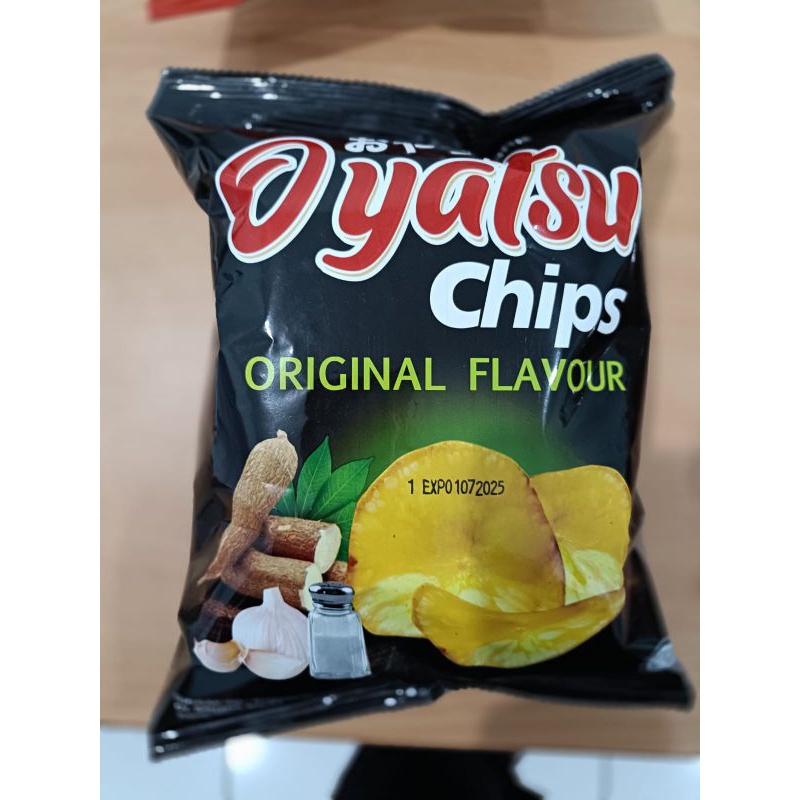 Oyatsu
Chips
ORIGINAL FLAVOUR
1 EXP01072025